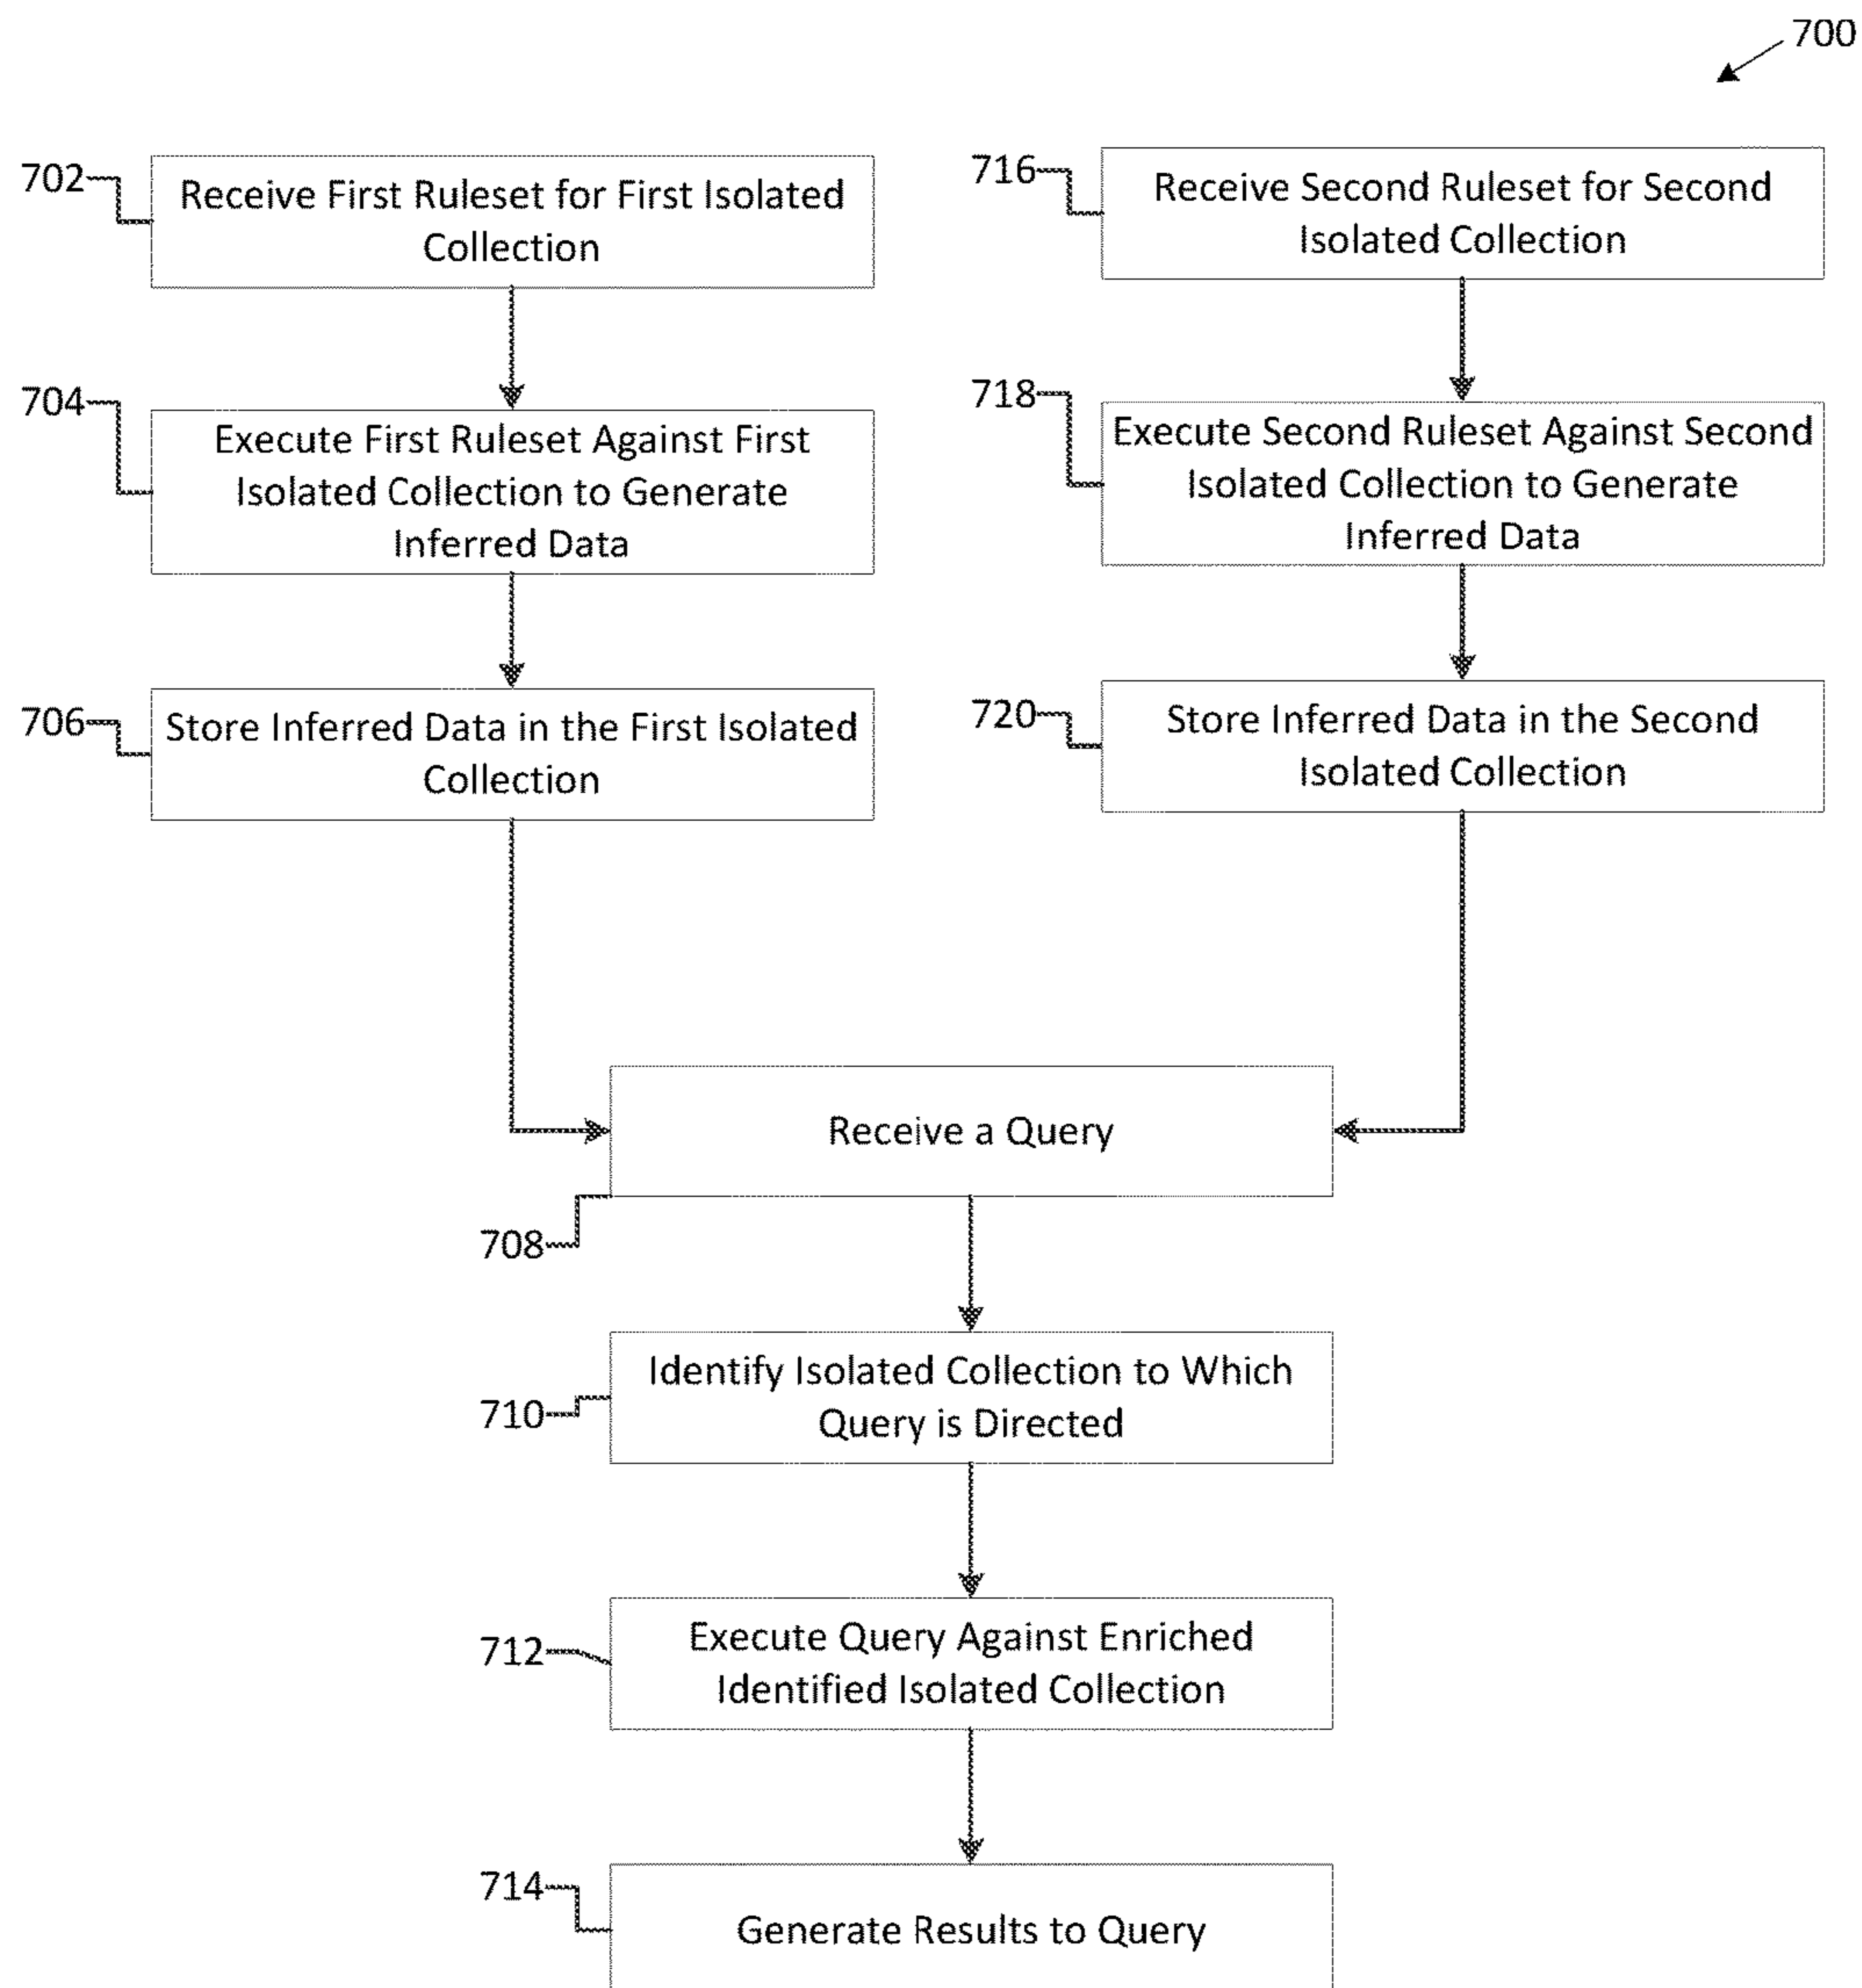 700
702
Receive First Ruleset for First Isolated
Collection
704
Execute First Ruleset Against First
Isolated Collection to Generate
Inferred Data
706
Store Inferred Data in the First Isolated
Collection
716
Receive Second Ruleset for Second
Isolated Collection
718
Execute Second Ruleset Against Second
Isolated Collection to Generate
Inferred Data
720
Store Inferred Data in the Second
Isolated Collection
Receive a Query
708
710
Identify Isolated Collection to Which
Query is Directed
712
Execute Query Against Enriched
Identified Isolated Collection
714
Generate Results to Query